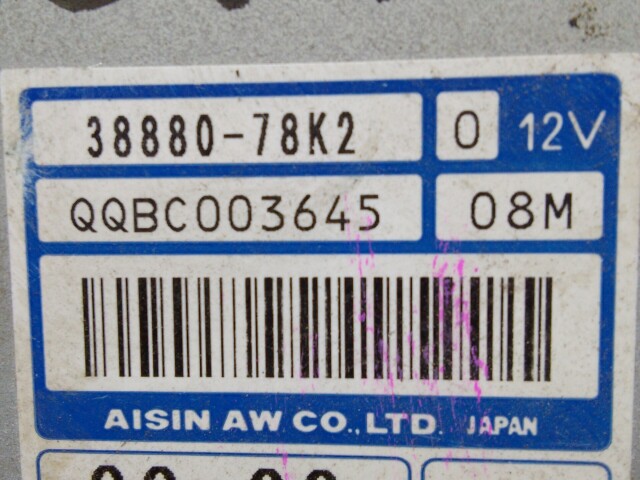 38880-78K2 0 12V
QQBC003645 08M
AISIN AW CO.,LTD. JAPAN